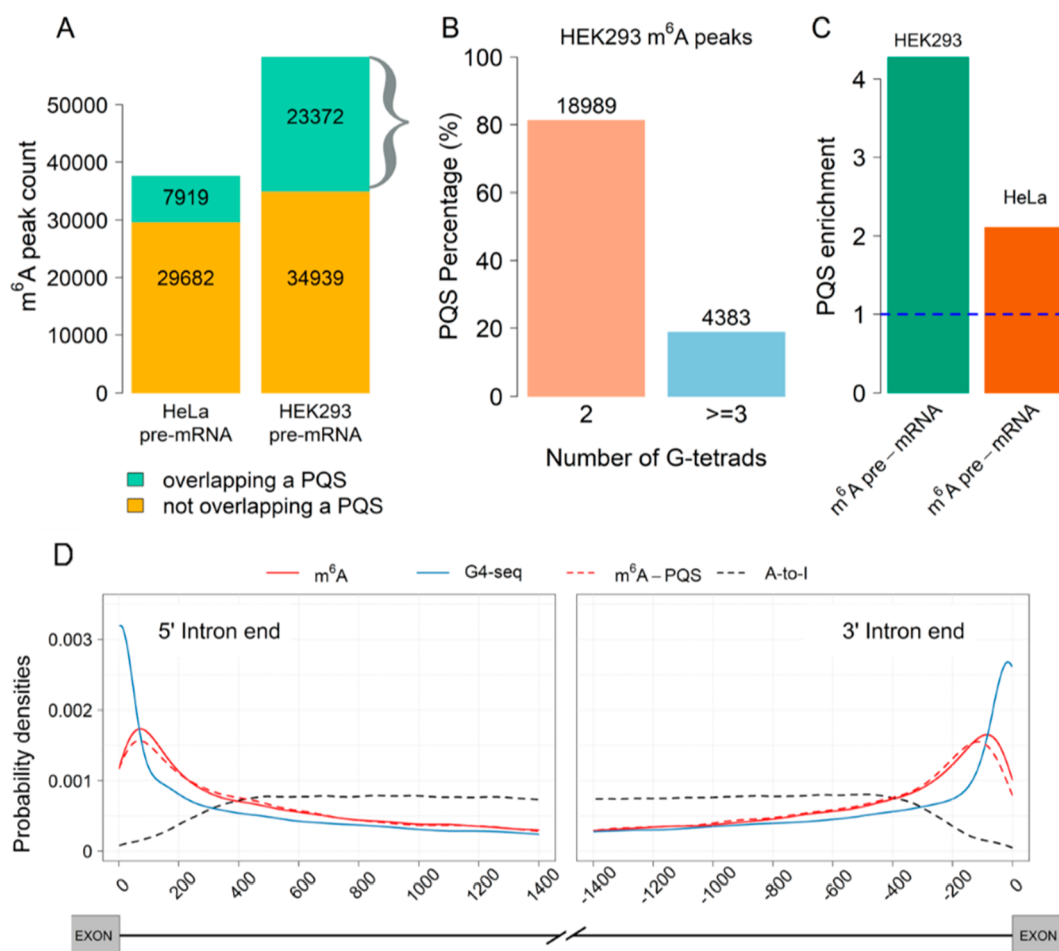 A
m⁶A peak count
50000
40000
30000
20000
10000
0
7919
29682
23372
34939
HeLa
pre-mRNA
HEK293
pre-mRNA
overlapping a PQS
not overlapping a PQS
B
HEK293 m⁶A peaks
PQS Percentage (%)
100
80
60
40
20
0
18989
4383
2
>=3
Number of G-tetrads
C
HEK293
HeLa
PQS enrichment
4
3
2
1
0
m⁶A pre – mRNA
m⁶A pre – mRNA
D
m⁶A
G4-seq
m⁶A – PQS
A-to-I
5' Intron end
3' Intron end
Probability densities
0.003
0.002
0.001
0
0
200
400
600
800
1000
1200
1400
-1400
-1200
-1000
-800
-600
-400
-200
0
EXON
EXON